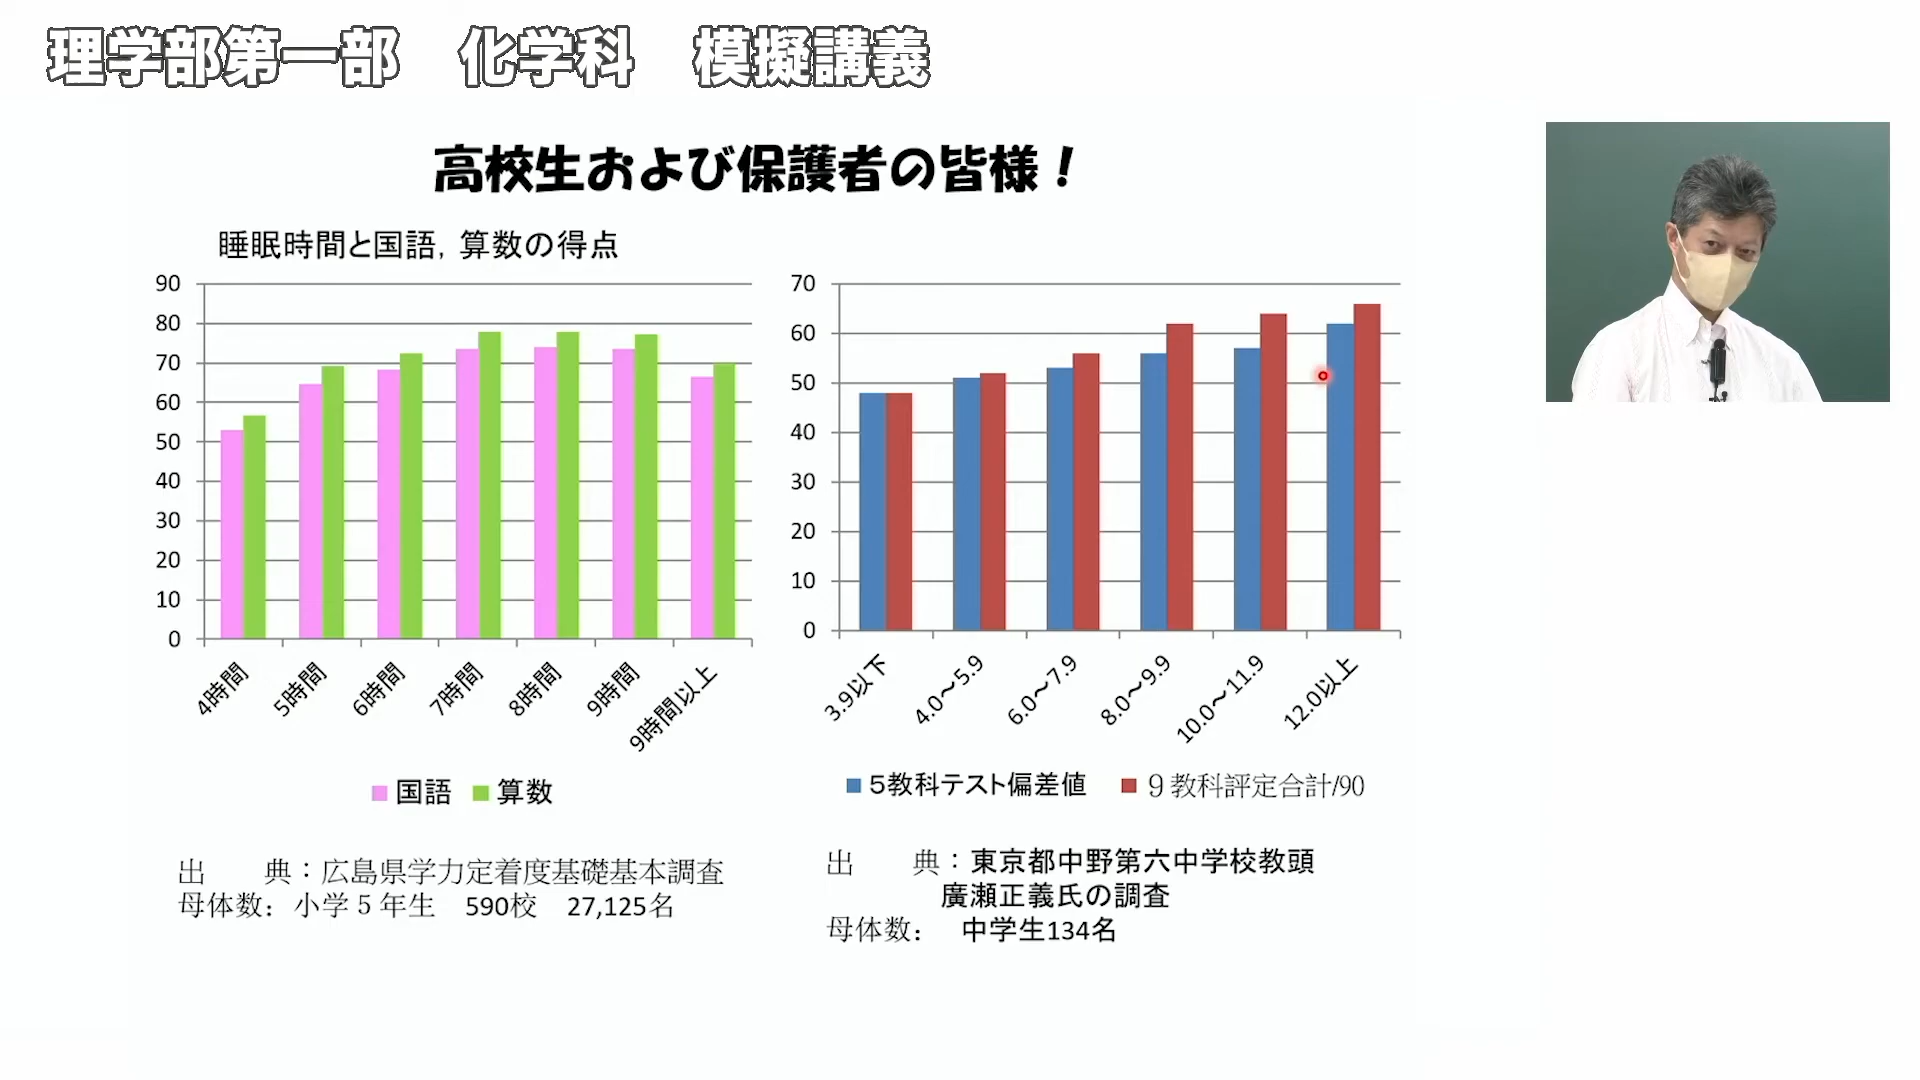 理学部第一部　化学科　模擬講義
高校生および保護者の皆様！
睡眠時間と国語，算数の得点
90
80
70
60
50
40
30
20
10
0
4時間
5時間
6時間
7時間
8時間
9時間
9時間以上
国語 算数
出　　典：広島県学力定着度基礎基本調査
母体数：小学５年生　590校　27,125名
70
60
50
40
30
20
10
0
3.9以下
4.0～5.9
6.0～7.9
8.0～9.9
10.0～11.9
12.0以上
５教科テスト偏差値 ９教科評定合計/90
出　　典：東京都中野第六中学校教頭
廣瀬正義氏の調査
母体数：　中学生134名